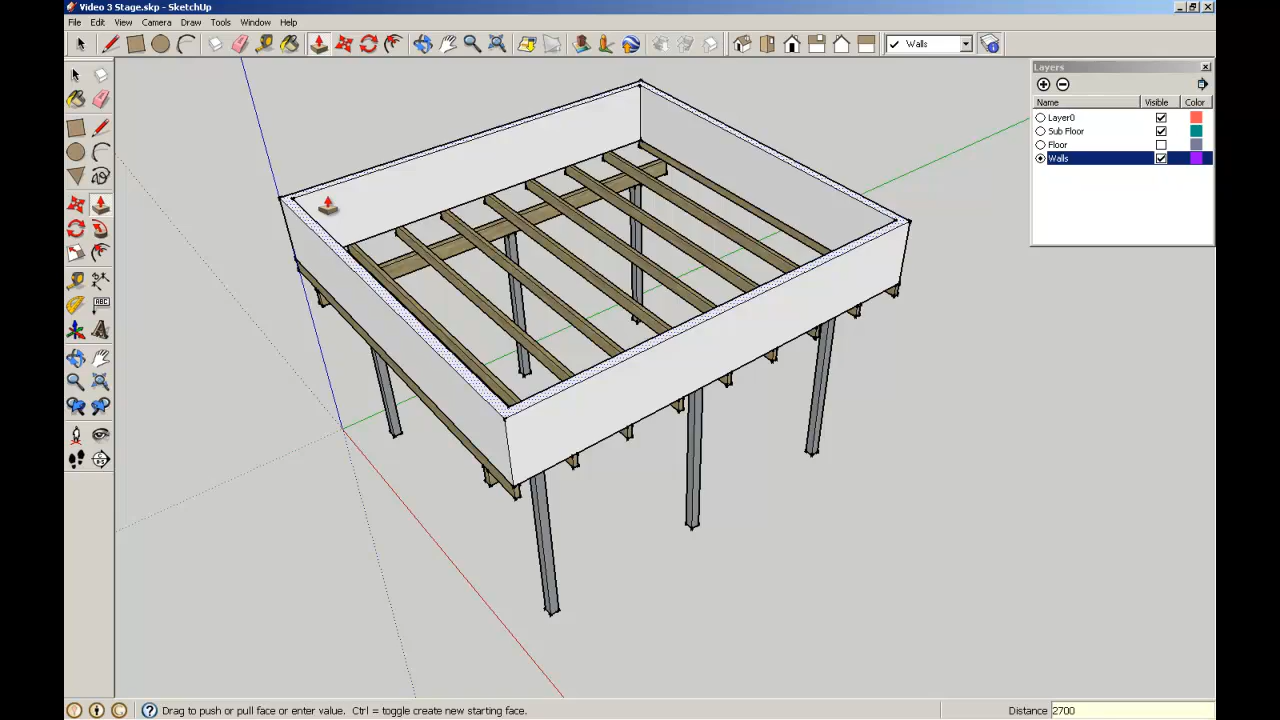 Video 3 Stage.skp - SketchUp
File Edit View Camera Draw Tools Window Help
Walls
Layers
Name Visible Color
Layer0
Sub Floor
Floor
Walls
ABC
Drag to push or pull face or enter value. Ctrl = toggle create new starting face.
Distance 2700